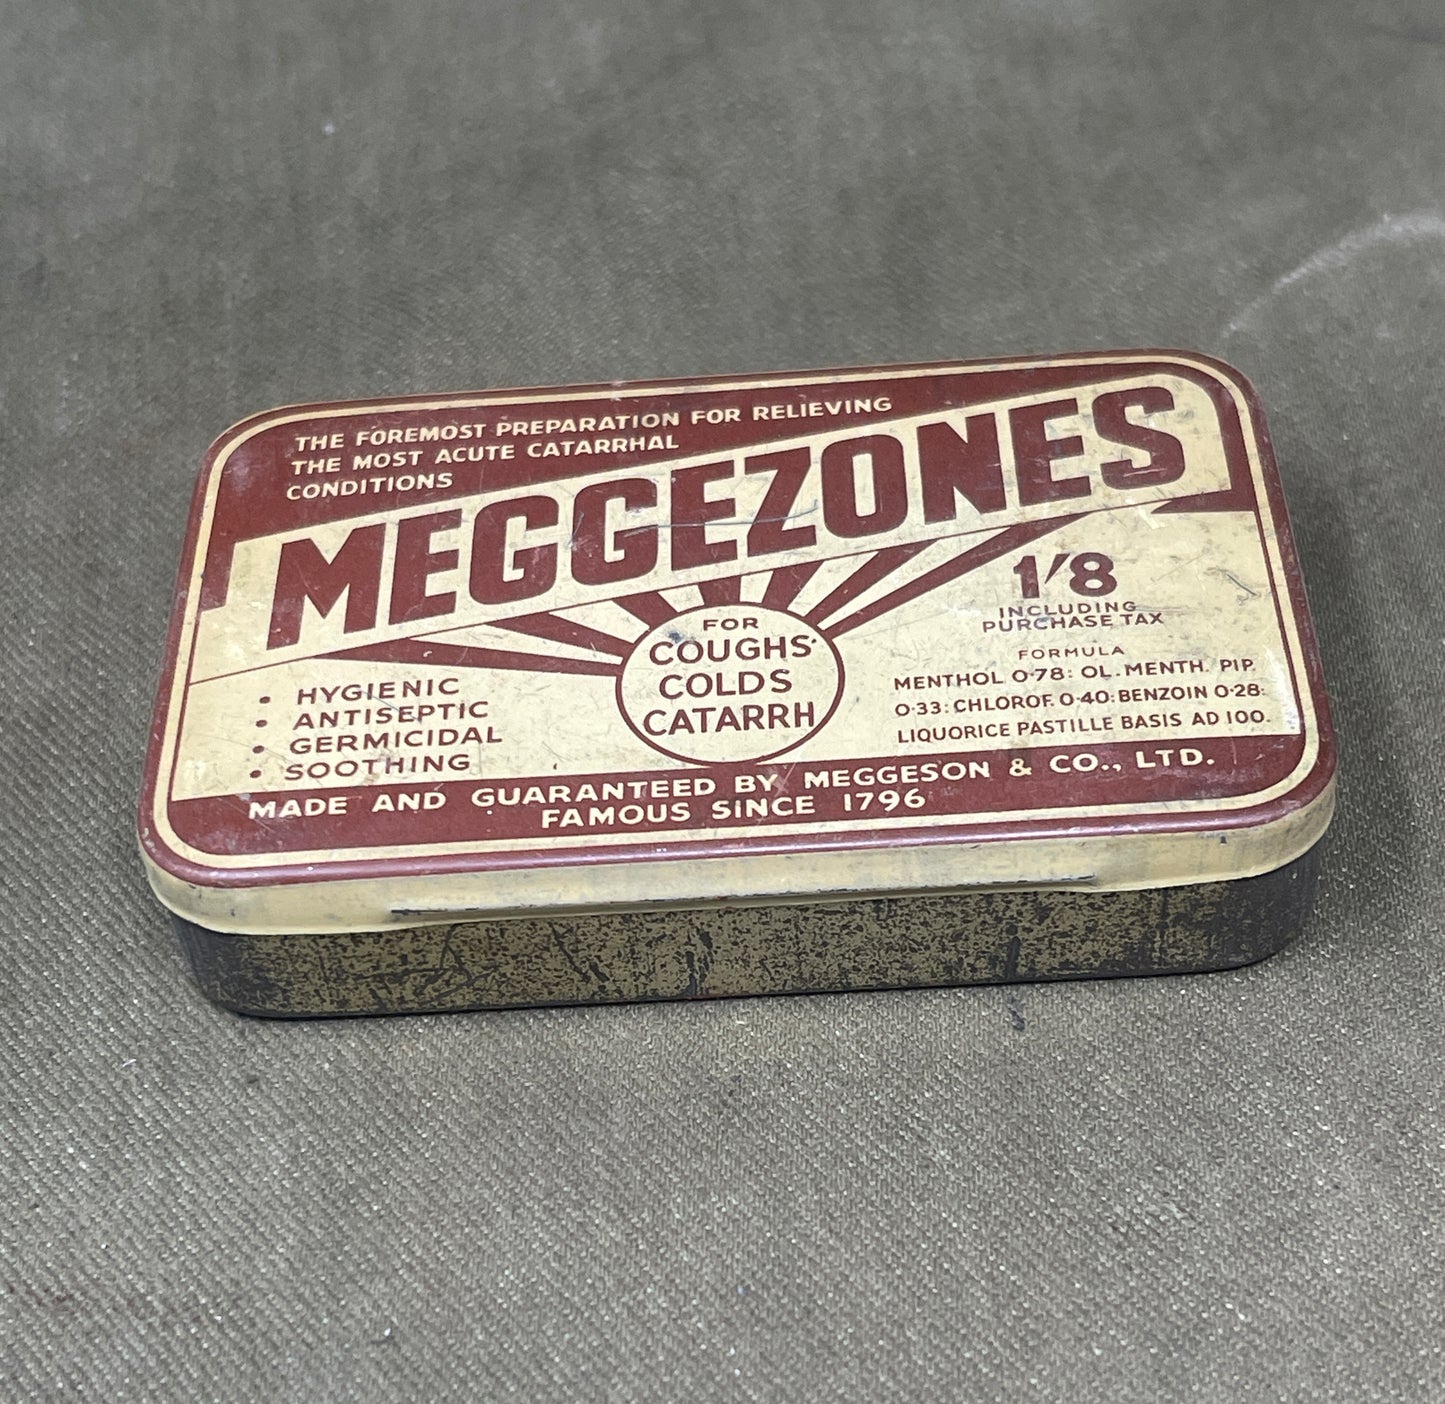 THE FOREMOST PREPARATION FOR RELIEVING
THE MOST ACUTE CATARRHAL
CONDITIONS
MEGGEZONES
1/8
INCLUDING
PURCHASE TAX
FORMULA
MENTHOL 0·78: OL. MENTH. PIP.
0·33: CHLOROF. 0·40: BENZOIN 0·28:
LIQUORICE PASTILLE BASIS AD 100.
FOR
COUGHS
COLDS
CATARRH
• HYGIENIC
• ANTISEPTIC
• GERMICIDAL
• SOOTHING
MADE AND GUARANTEED BY MEGGESON & CO., LTD.
FAMOUS SINCE 1796